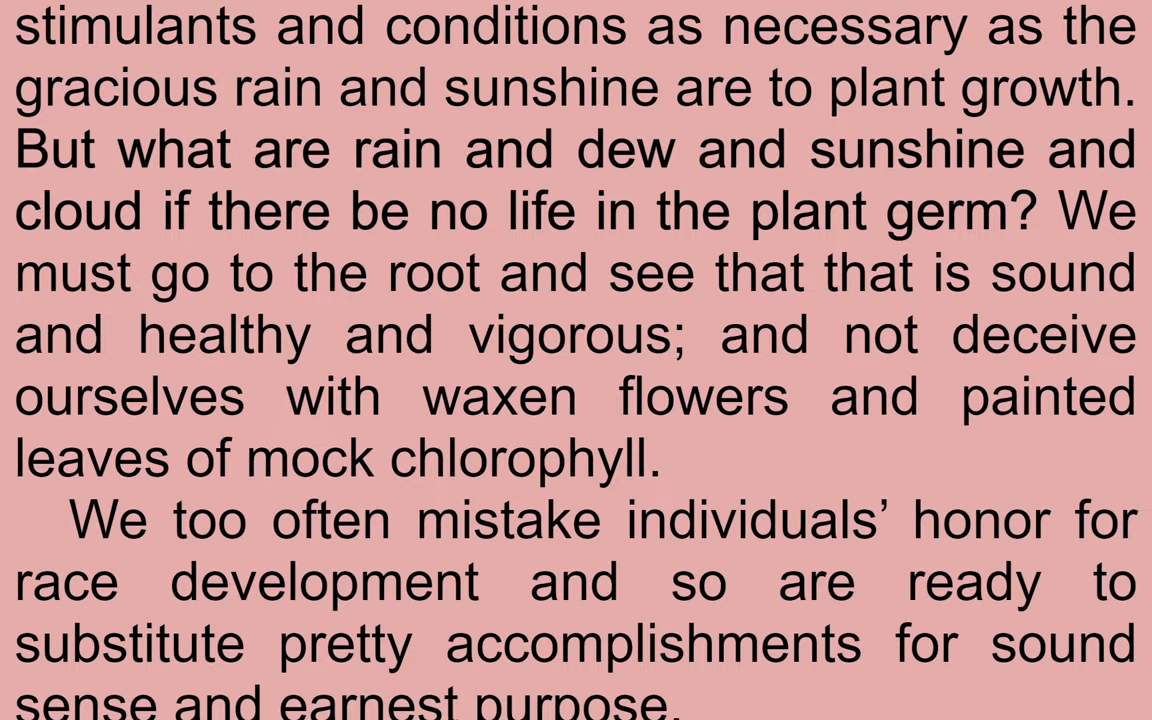 stimulants and conditions as necessary as the
gracious rain and sunshine are to plant growth.
But what are rain and dew and sunshine and
cloud if there be no life in the plant germ? We
must go to the root and see that that is sound
and healthy and vigorous; and not deceive
ourselves with waxen flowers and painted
leaves of mock chlorophyll.
We too often mistake individuals’ honor for
race development and so are ready to
substitute pretty accomplishments for sound
sense and earnest purpose.